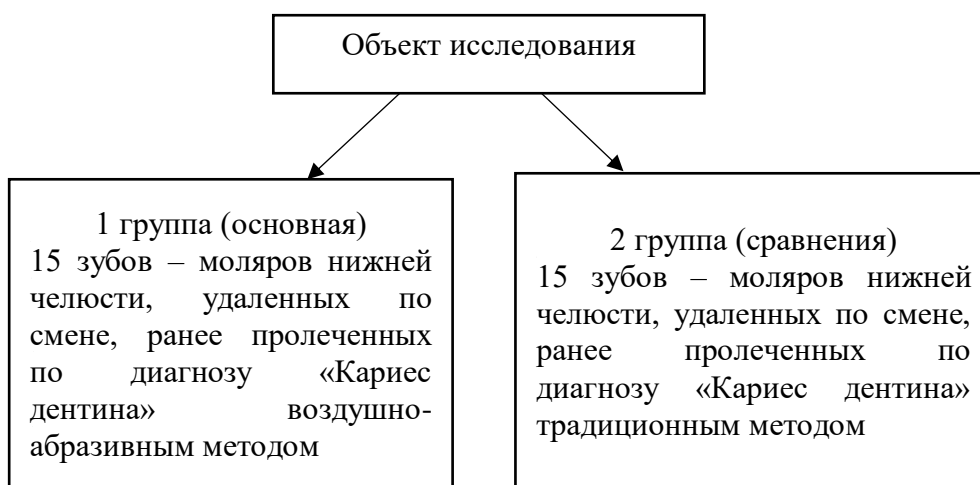 Объект исследования
1 группа (основная)
15 зубов – моляров нижней
челюсти, удаленных по
смене, ранее пролеченных
по диагнозу «Кариес
дентина» воздушно-
абразивным методом
2 группа (сравнения)
15 зубов – моляров нижней
челюсти, удаленных по смене,
ранее пролеченных по
диагнозу «Кариес дентина»
традиционным методом